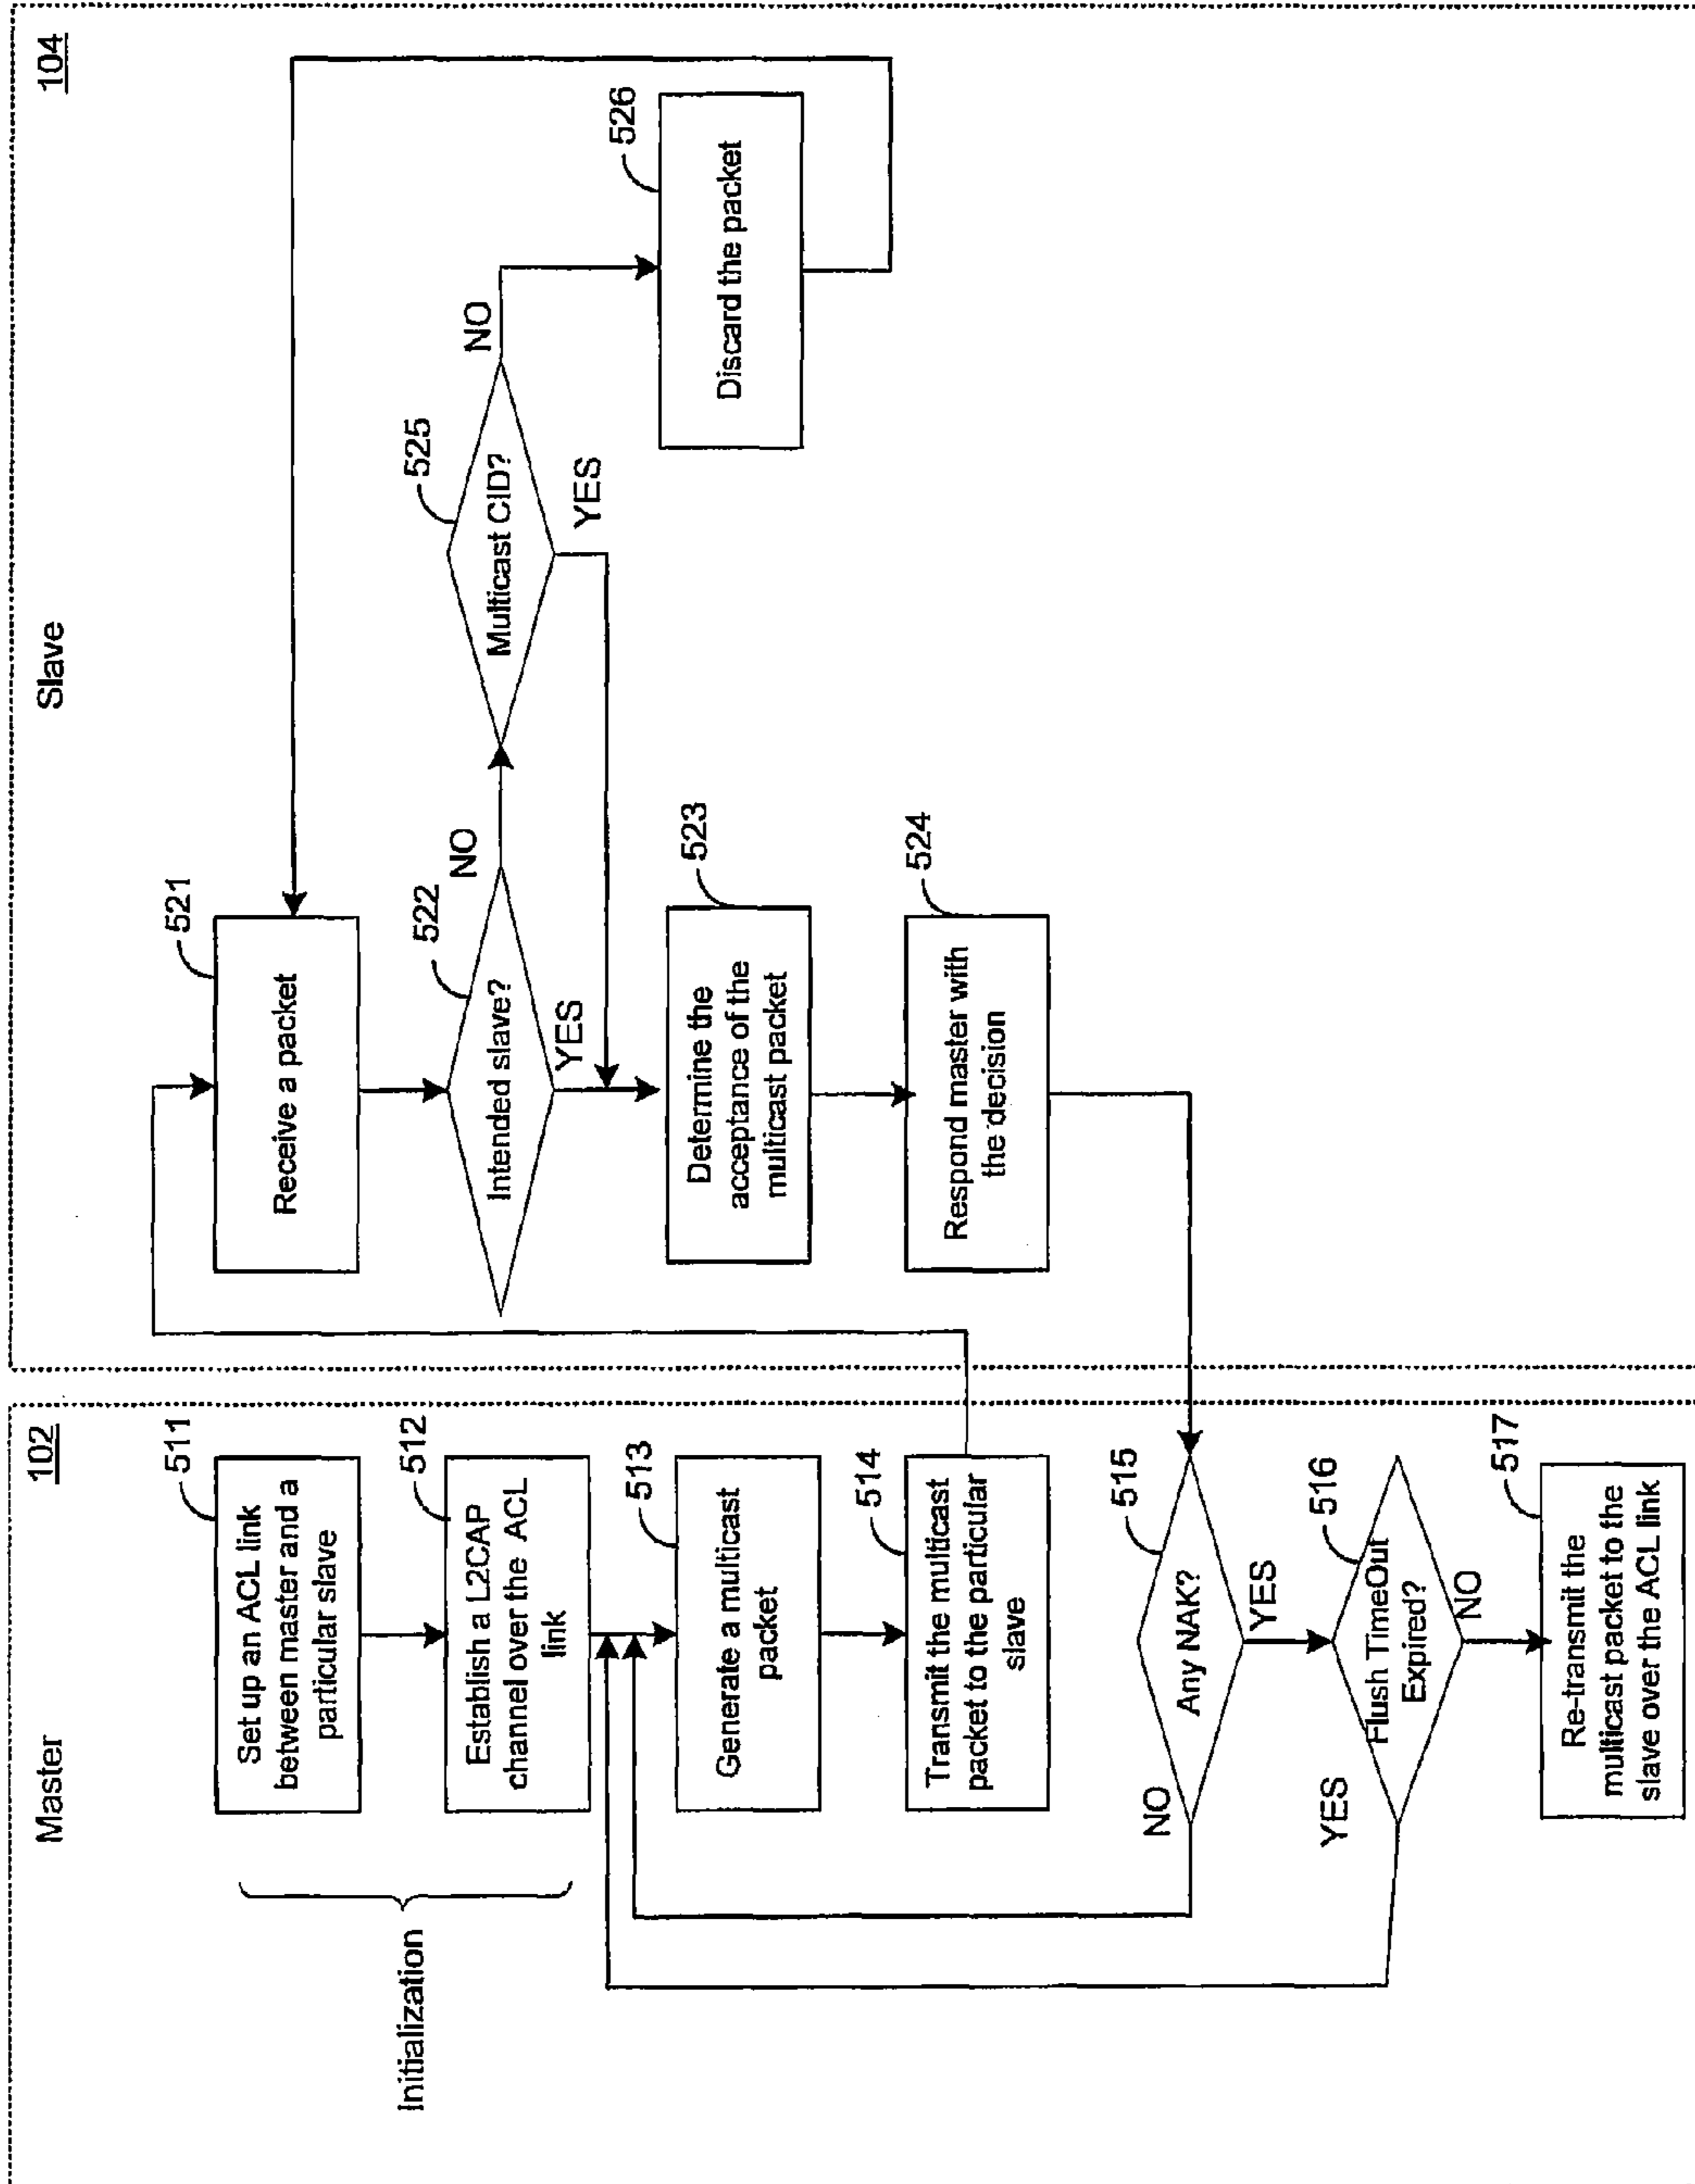 Master
102
Initialization
511
Set up an ACL link
between master and a
particular slave
512
Establish a L2CAP
channel over the ACL
link
513
Generate a multicast
packet
514
Transmit the multicast
packet to the particular
slave
515
Any NAK?
NO
YES
516
Flush TimeOut
Expired?
YES
NO
517
Re-transmit the
multicast packet to the
slave over the ACL link
Slave
104
521
Receive a packet
522
Intended slave?
NO
YES
525
Multicast CID?
NO
YES
526
Discard the packet
523
Determine the
acceptance of the
multicast packet
524
Respond master with
the decision